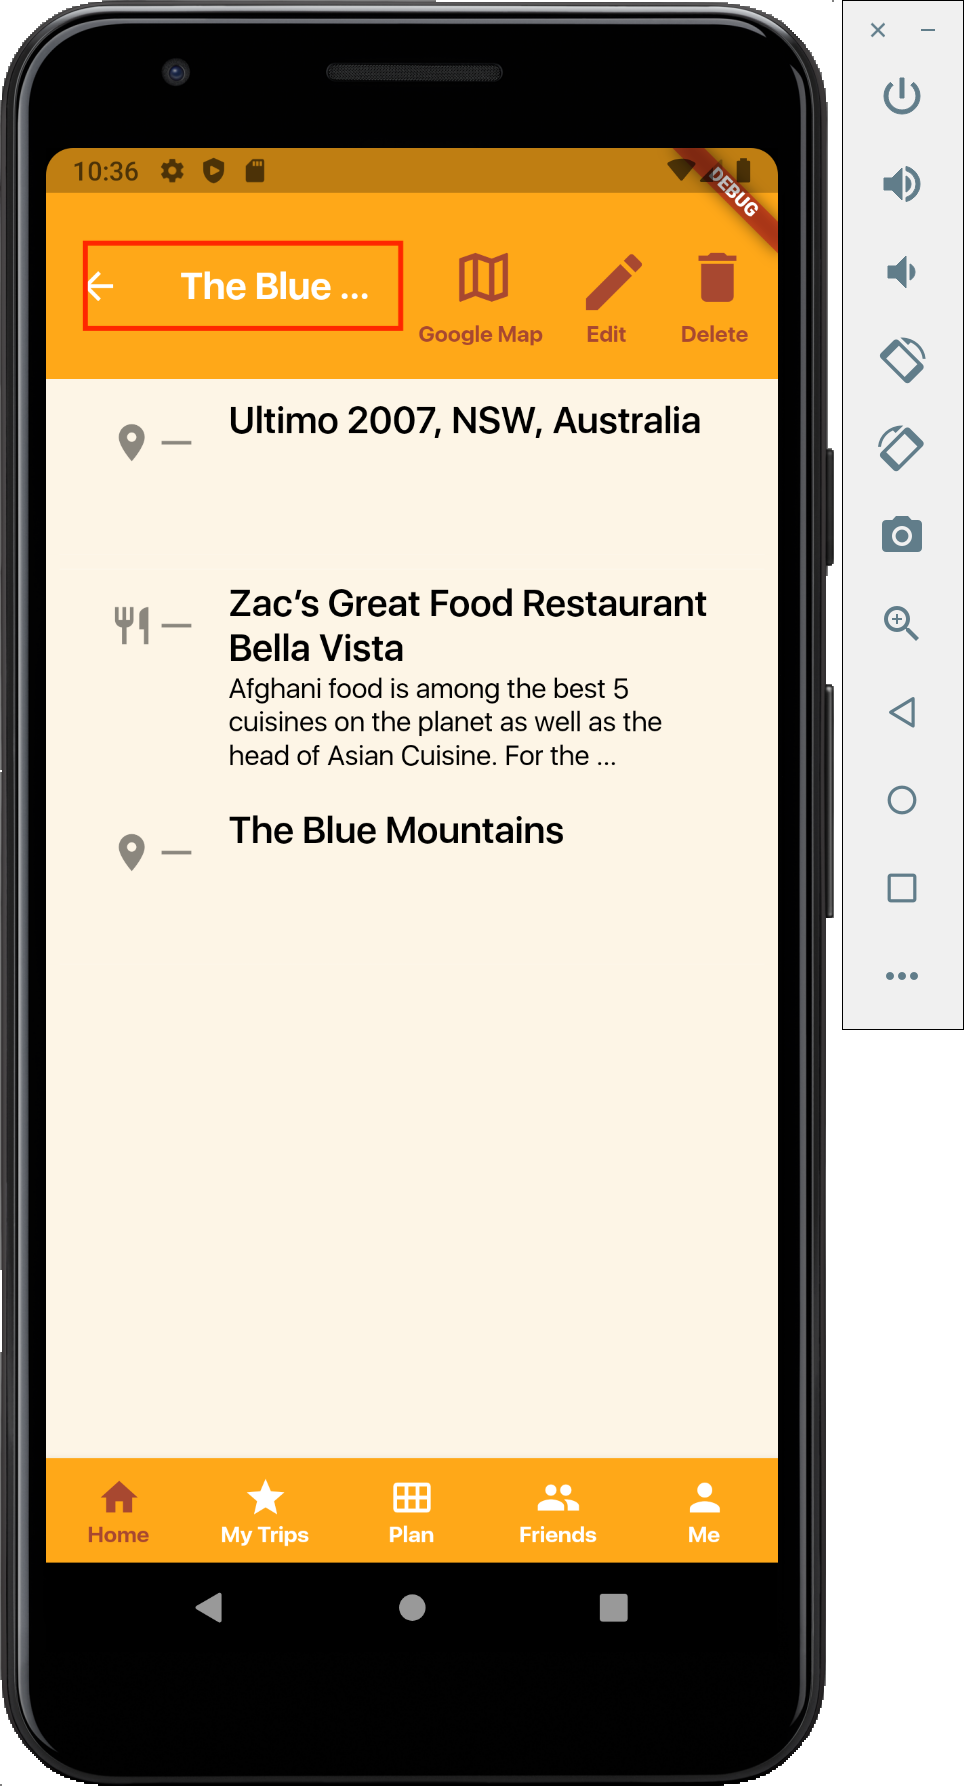 10:36
DEBUG
The Blue ...
Google Map
Edit
Delete
Ultimo 2007, NSW, Australia
Zac's Great Food Restaurant
Bella Vista
Afghani food is among the best 5
cuisines on the planet as well as the
head of Asian Cuisine. For the ...
The Blue Mountains
Home
My Trips
Plan
Friends
Me